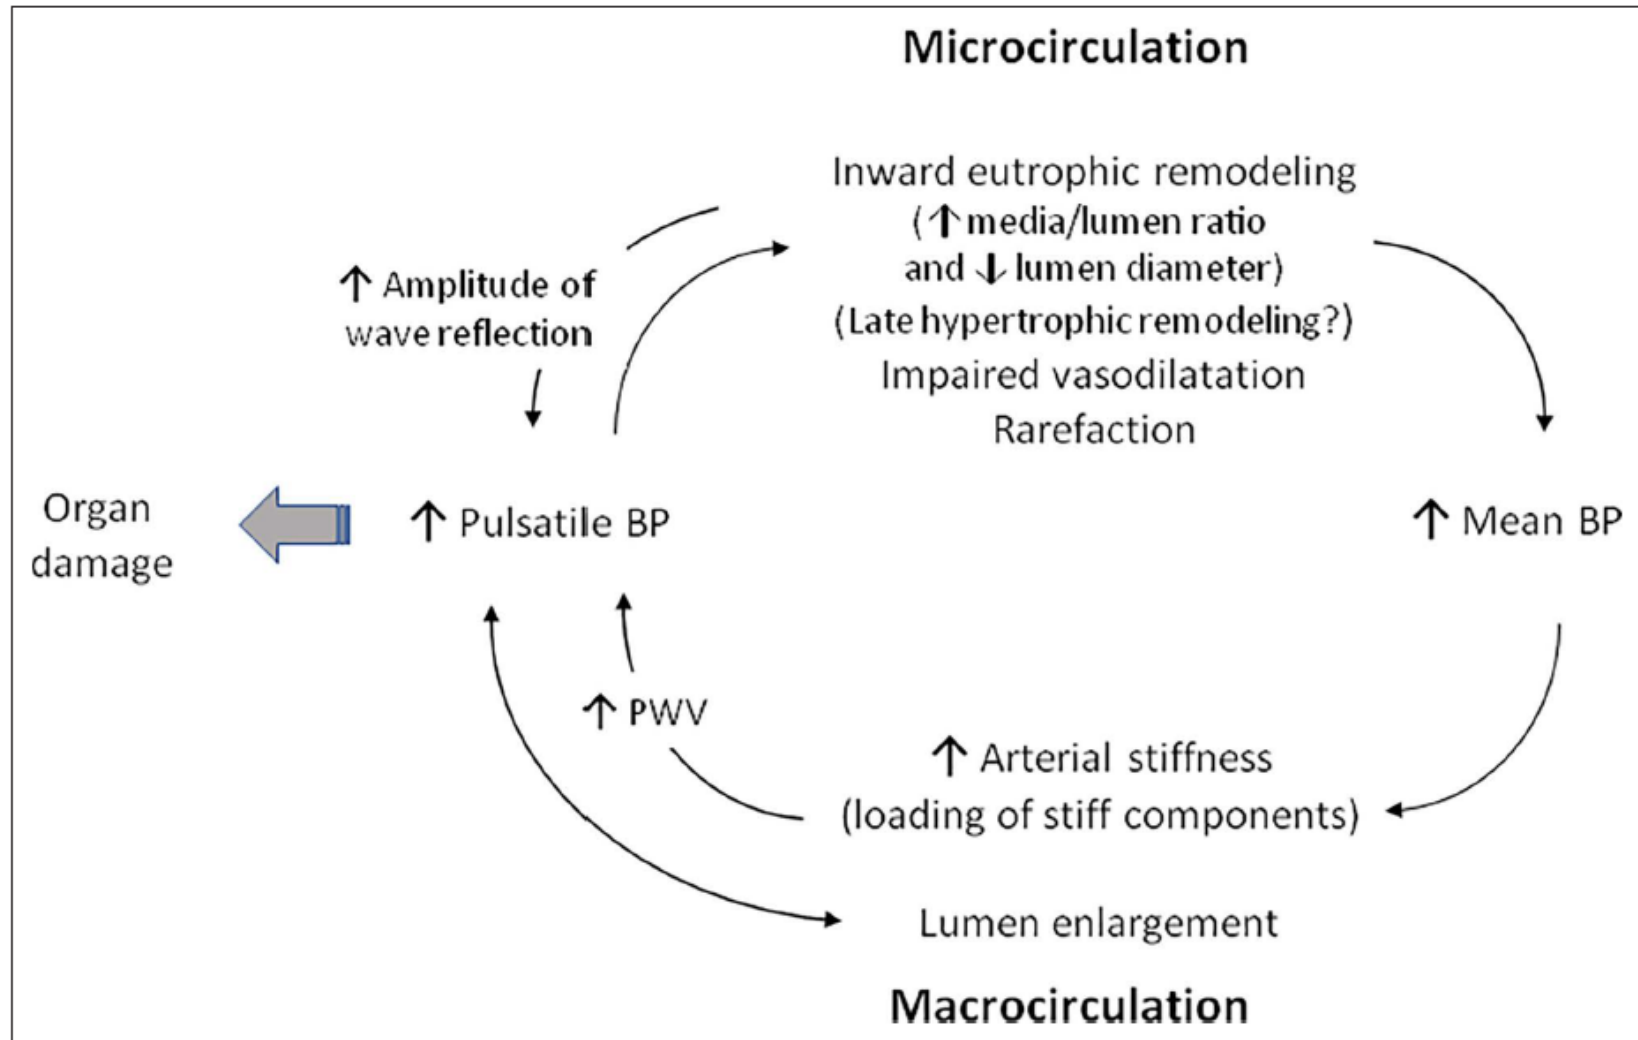 Microcirculation
Inward eutrophic remodeling
(↑ media/lumen ratio
and ↓ lumen diameter)
(Late hypertrophic remodeling?)
Impaired vasodilatation
Rarefaction
↑ Amplitude of
wave reflection
Organ
damage
↑ Pulsatile BP
↑ Mean BP
↑ PWV
↑ Arterial stiffness
(loading of stiff components)
Lumen enlargement
Macrocirculation